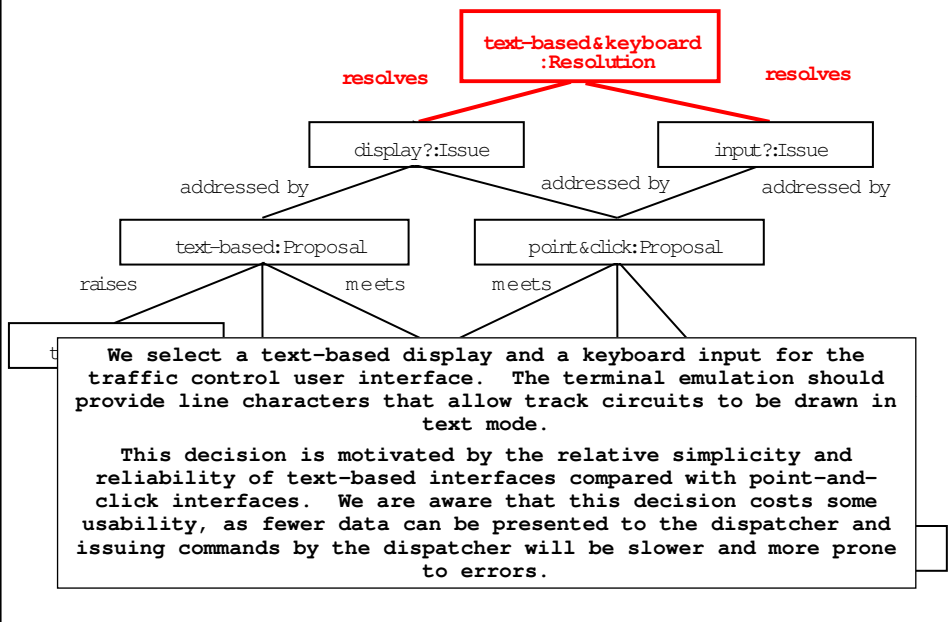 text-based&keyboard
:Resolution
resolves
resolves
display?:Issue
input?:Issue
addressed by
addressed by
addressed by
text-based:Proposal
point&click:Proposal
raises
meets
meets
We select a text-based display and a keyboard input for the
traffic control user interface. The terminal emulation should
provide line characters that allow track circuits to be drawn in
text mode.
This decision is motivated by the relative simplicity and
reliability of text-based interfaces compared with point-and-
click interfaces. We are aware that this decision costs some
usability, as fewer data can be presented to the dispatcher and
issuing commands by the dispatcher will be slower and more prone
to errors.